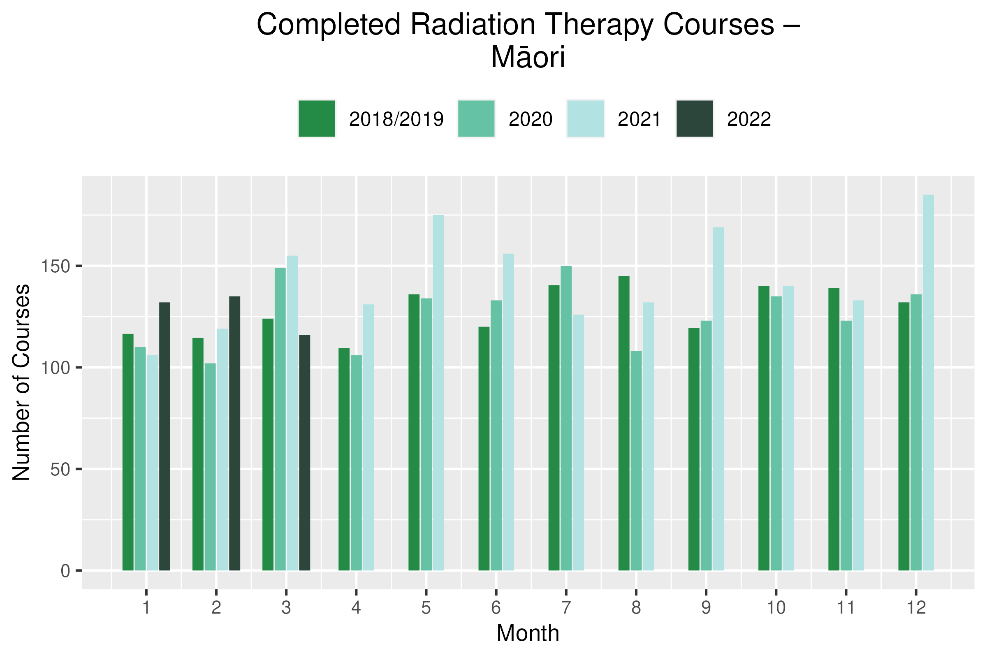 Completed Radiation Therapy Courses –
Māori
2018/2019 2020 2021 2022
Number of Courses
150
100
50
0
1 2 3 4 5 6 7 8 9 10 11 12
Month